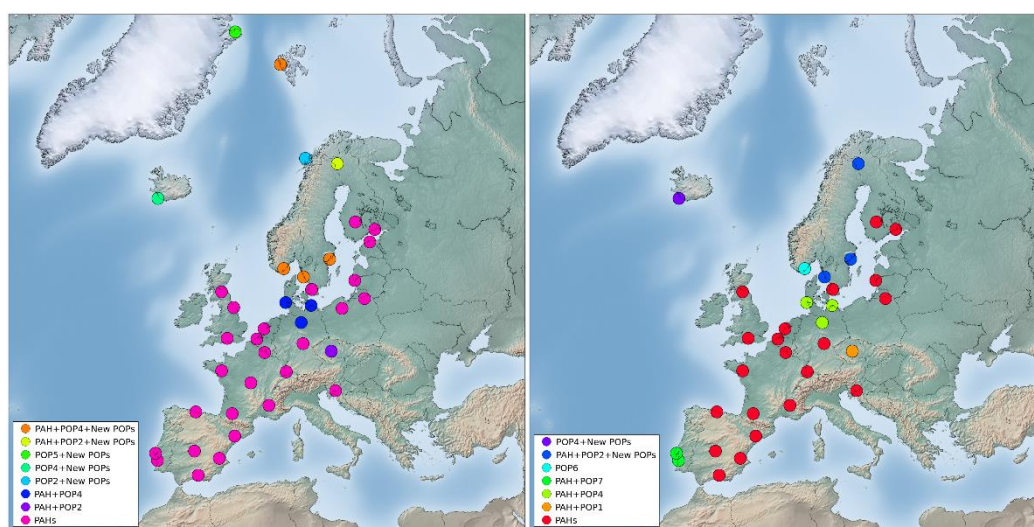 PAH+POP4+New POPs
PAH+POP2+New POPs
POP5+New POPs
POP4+New POPs
POP2+New POPs
PAH+POP4
PAH+POP2
PAHs
POP4+New POPs
PAH+POP2+New POPs
POP6
PAH+POP7
PAH+POP4
PAH+POP1
PAHs